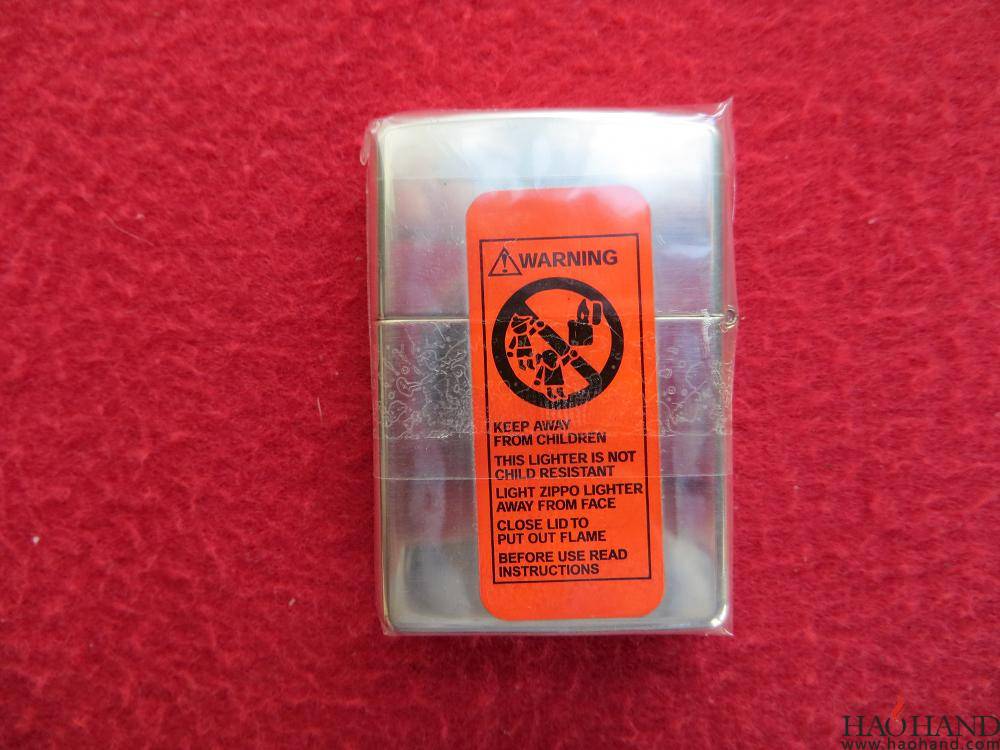 WARNING
KEEP AWAY
FROM CHILDREN
THIS LIGHTER IS NOT
CHILD RESISTANT
LIGHT ZIPPO LIGHTER
AWAY FROM FACE
CLOSE LID TO
PUT OUT FLAME
BEFORE USE READ
INSTRUCTIONS
HAOHAND
www.haohand.com